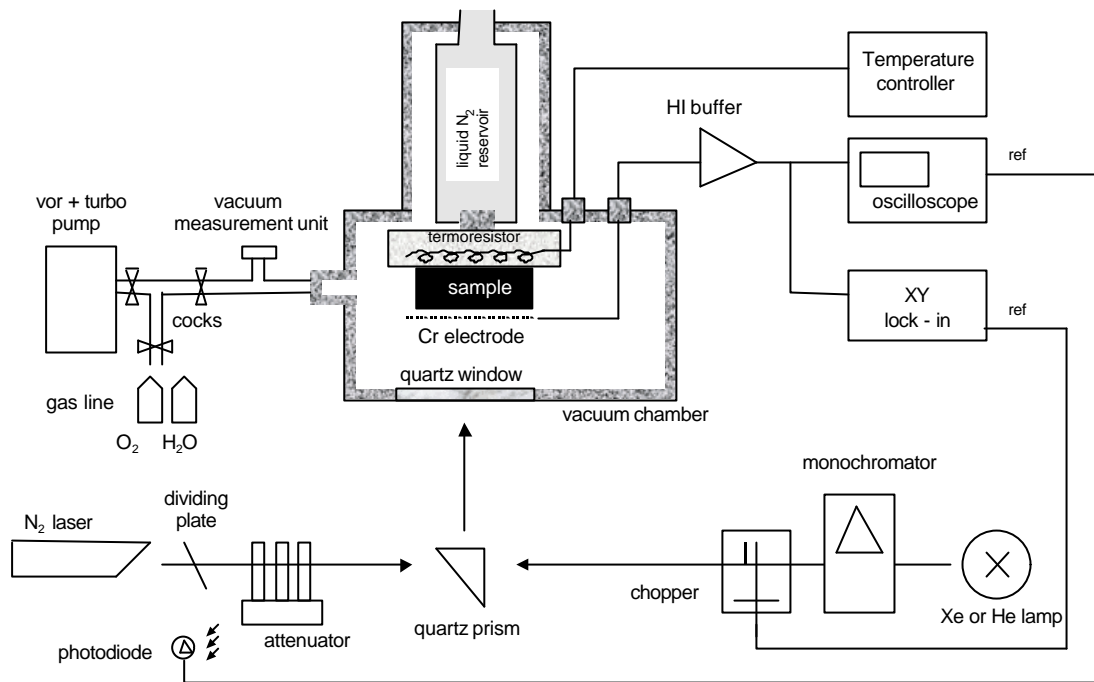 Temperature
controller
HI buffer
ref
oscilloscope
liquid N₂
reservoir
vor + turbo
pump
vacuum
measurement unit
termoresistor
sample
XY
lock - in
ref
cocks
Cr electrode
quartz window
vacuum chamber
gas line
O₂
H₂O
monochromator
dividing
plate
N₂ laser
chopper
Xe or He lamp
quartz prism
attenuator
photodiode